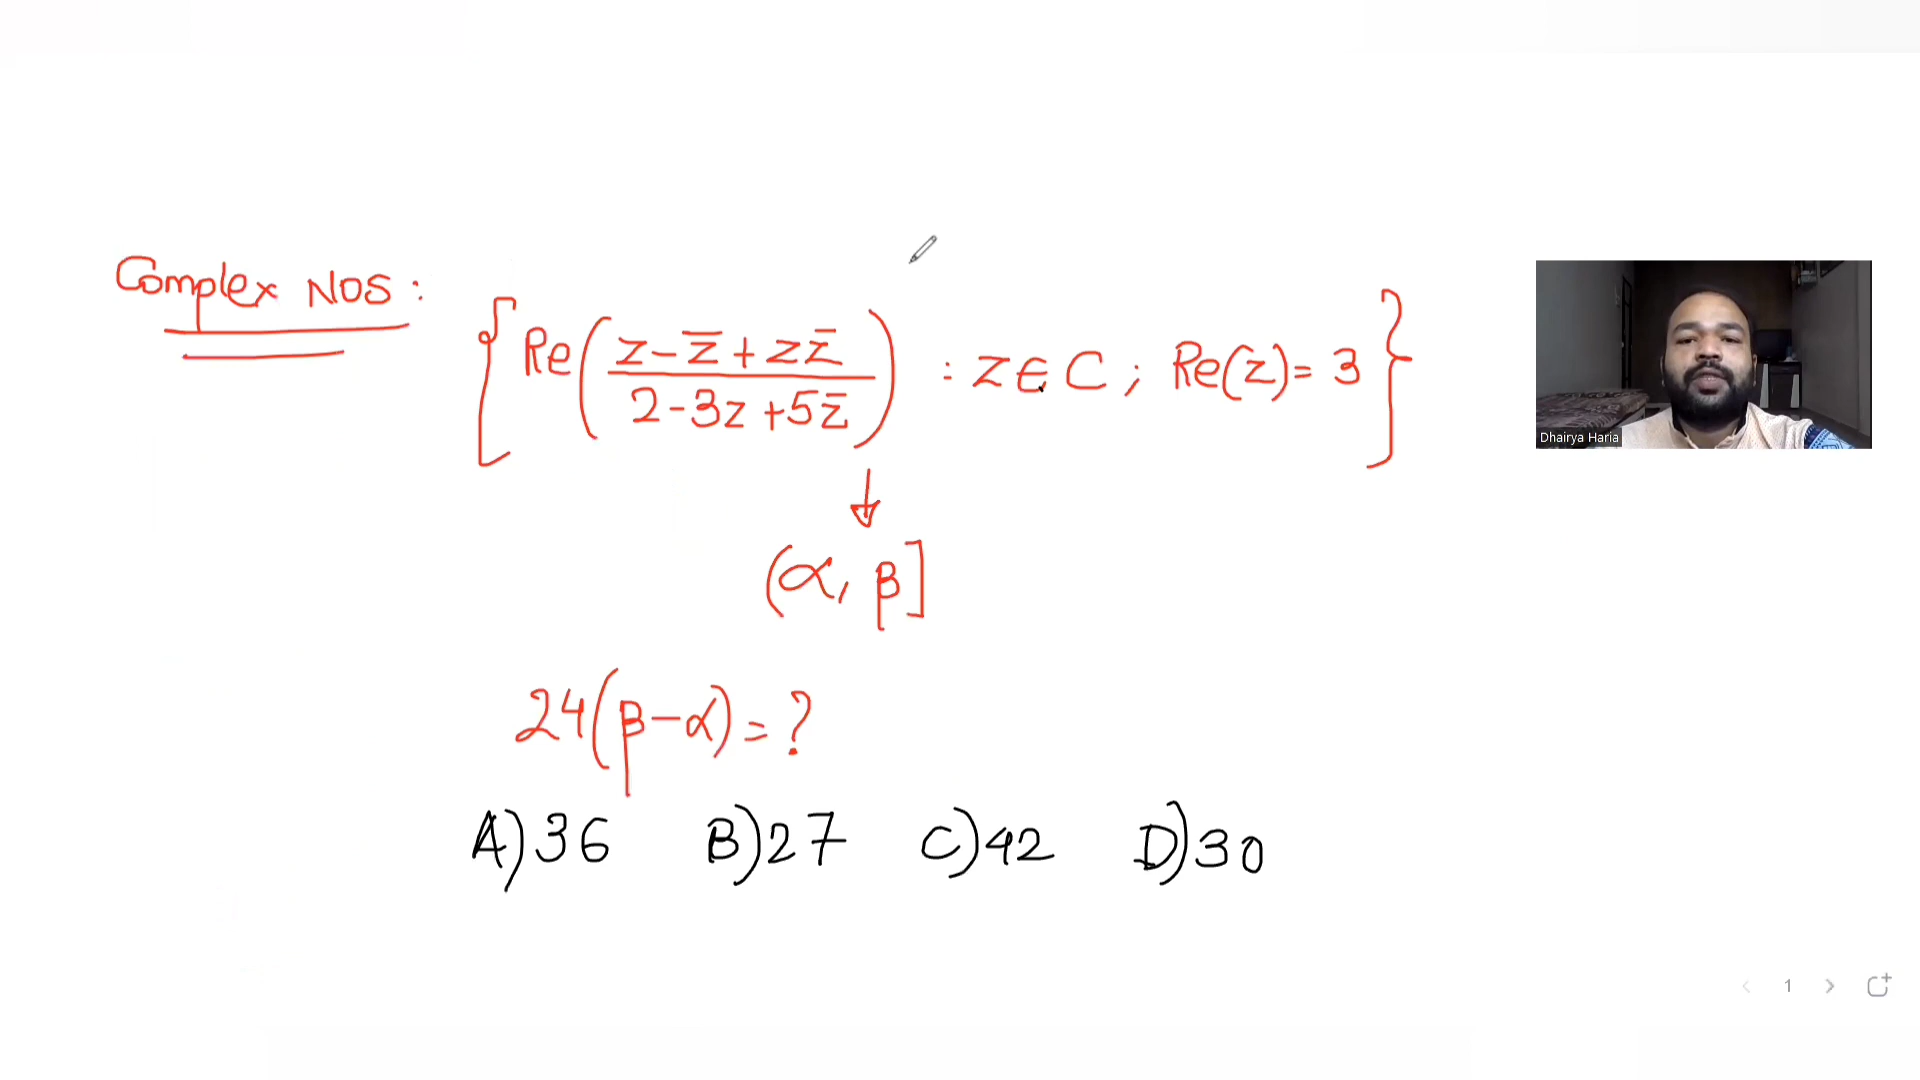 Complex NOS :
{ Re( (z - z̄ + zz̄) / (2 - 3z + 5z̄) ) : z ∈ C ; Re(z) = 3 }
↓
(α, β]
24(β-α) = ?
A) 36 B) 27 C) 42 D) 30
Dhairya Haria
1